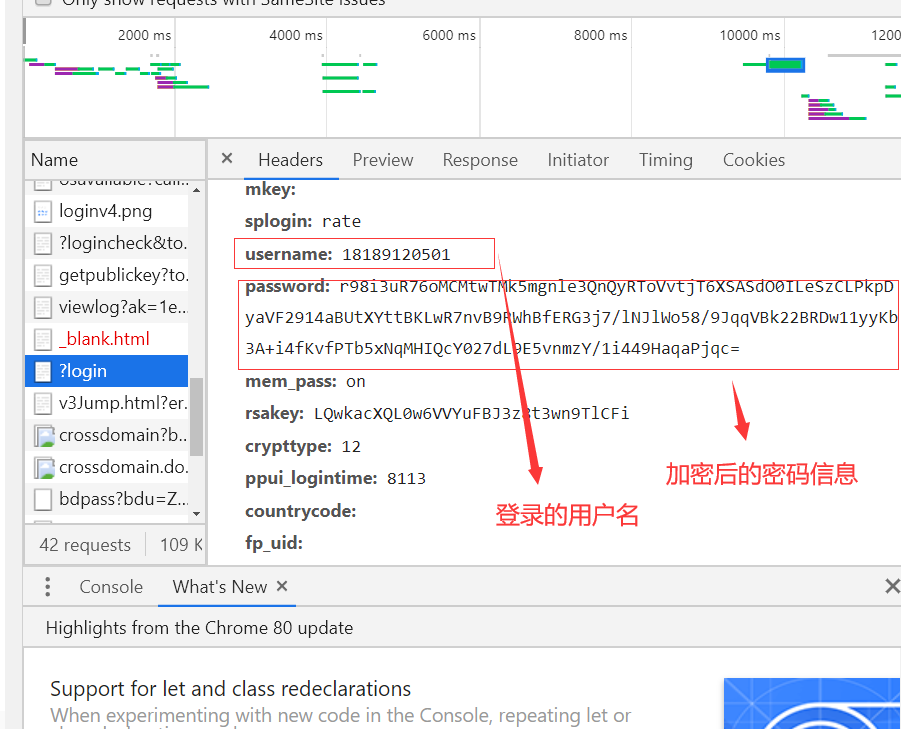 Only show requests with SameSite issues
2000 ms
4000 ms
6000 ms
8000 ms
10000 ms
1200
Name
× Headers Preview Response Initiator Timing Cookies
loginv4.png
?logincheck&to.
getpublickey?to.
viewlog?ak=1e...
_blank.html
?login
v3Jump.html?er.
crossdomain?b..
crossdomain.do.
bdpass?bdu=Z...
42 requests
109 K
mkey:
splogin: rate
username: 18189120501
password: r98i3uR76oMCMtwTMk5mgnle3QnQyRToVvtjT6XSASdO0ILeSzCLPkpD
yaVF2914aBUtXYttBKLwR7nvB9RWhBfERG3j7/lNJlWo58/9JqqVBk22BRDw11yyKb
3A+i4fKvfPTb5xNqMHIQcY027dL9E5vnmzY/1i449HaqaPjqc=
mem_pass: on
rsakey: LQwkacXQL0w6VVYuFBJ3z8t3wn9TlCFi
crypttype: 12
ppui_logintime: 8113
countrycode:
fp_uid:
加密后的密码信息
登录的用户名
Console What's New × ×
Highlights from the Chrome 80 update
Support for let and class redeclarations
When experimenting with new code in the Console, repeating let or